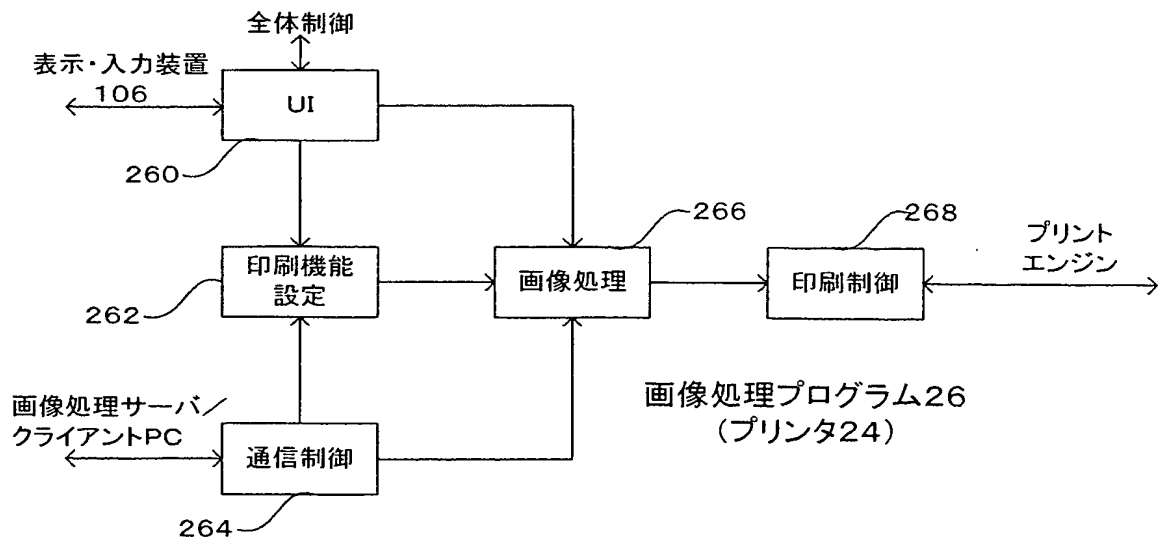 全体制御
表示・入力装置
106
UI
260
266
268
プリント
エンジン
印刷機能
設定
画像処理
印刷制御
262
画像処理サーバ/
クライアントPC
画像処理プログラム26
(プリンタ24)
通信制御
264